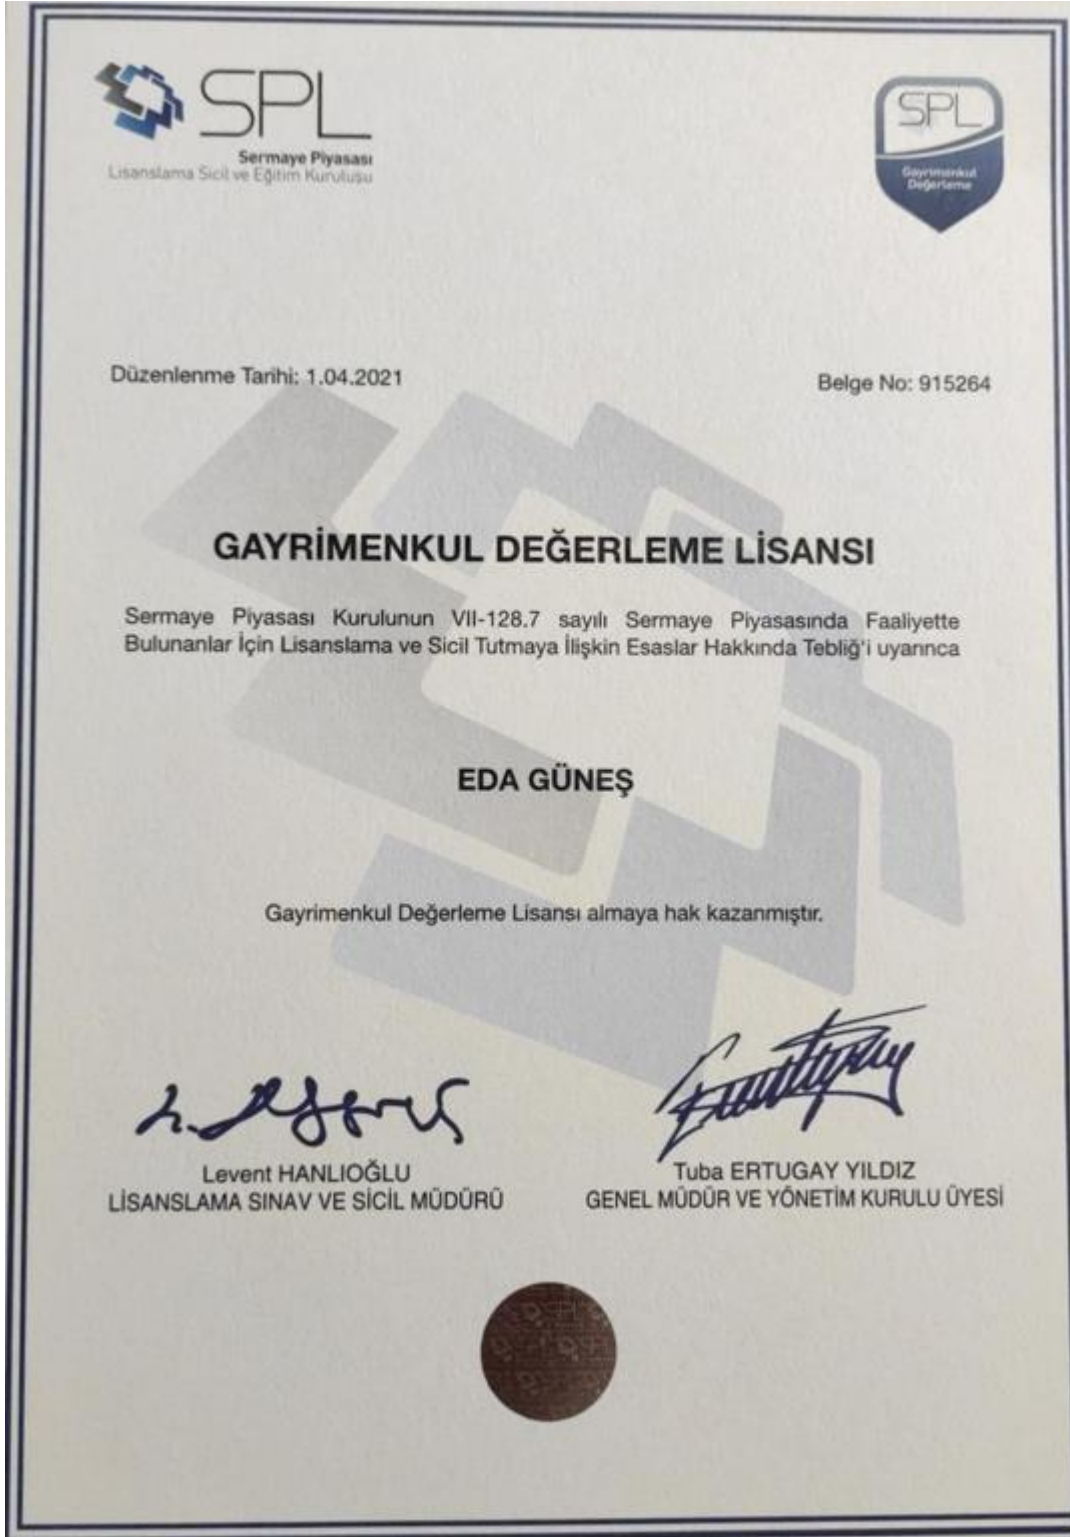 SPL
Sermaye Piyasası
Lisanslama Sicil ve Eğitim Kuruluşu
SPL
Gayrimenkul
Değerleme
Düzenlenme Tarihi: 1.04.2021
Belge No: 915264
GAYRİMENKUL DEĞERLEME LİSANSI
Sermaye Piyasası Kurulunun VII-128.7 sayılı Sermaye Piyasasında Faaliyette
Bulunanlar İçin Lisanslama ve Sicil Tutmaya İlişkin Esaslar Hakkında Tebliğ'i uyarınca
EDA GÜNEŞ
Gayrimenkul Değerleme Lisansı almaya hak kazanmıştır.
Levent HANLIOĞLU
LİSANSLAMA SINAV VE SİCİL MÜDÜRÜ
Tuba ERTUGAY YILDIZ
GENEL MÜDÜR VE YÖNETİM KURULU ÜYESİ
SPL